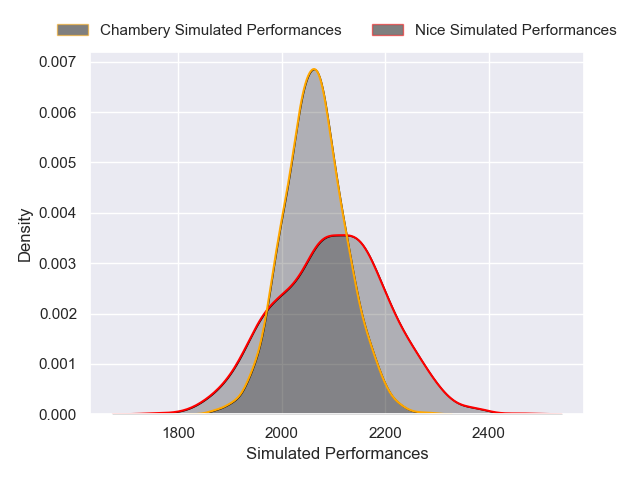 Chambery Simulated Performances
Nice Simulated Performances
0.007
0.006
0.005
0.004
0.003
0.002
0.001
0.000
Density
1800 2000 2200 2400
Simulated Performances